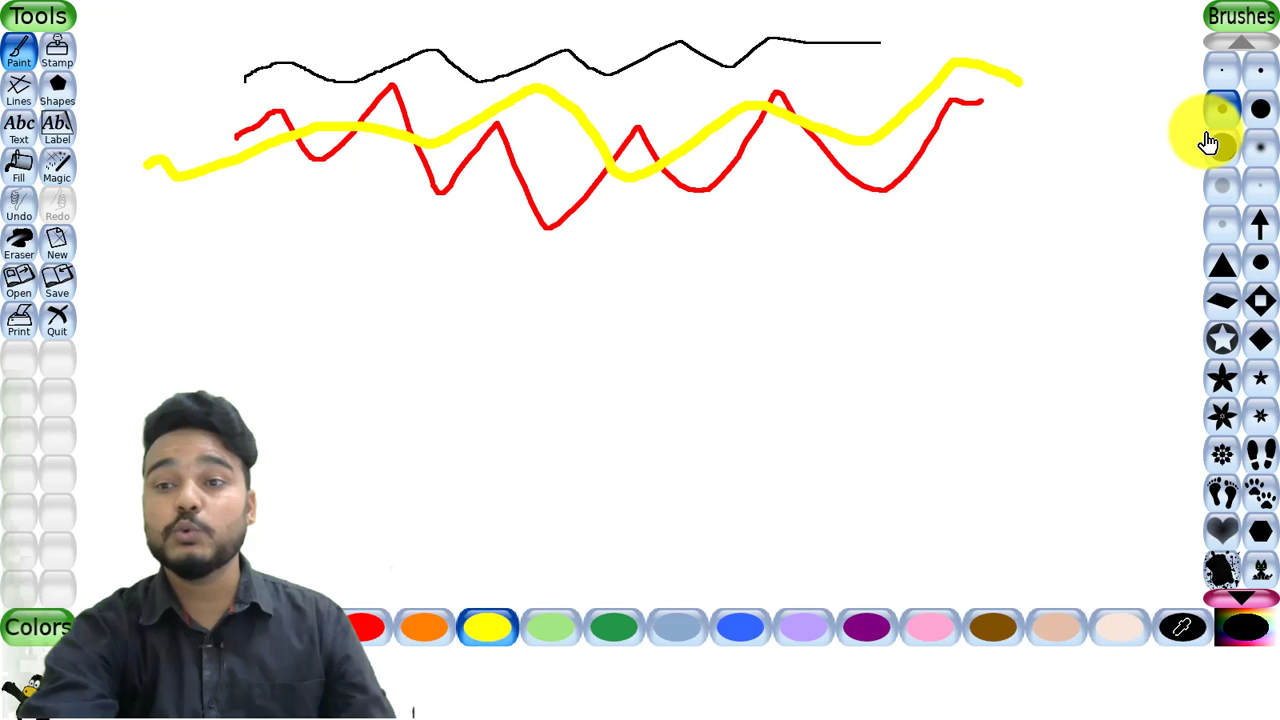 Tools
Brushes
Paint
Stamp
Lines
Shapes
Abc
Text
Ab
Label
Fill
Magic
Undo
Redo
Eraser
New
Open
Save
Print
Quit
Colors